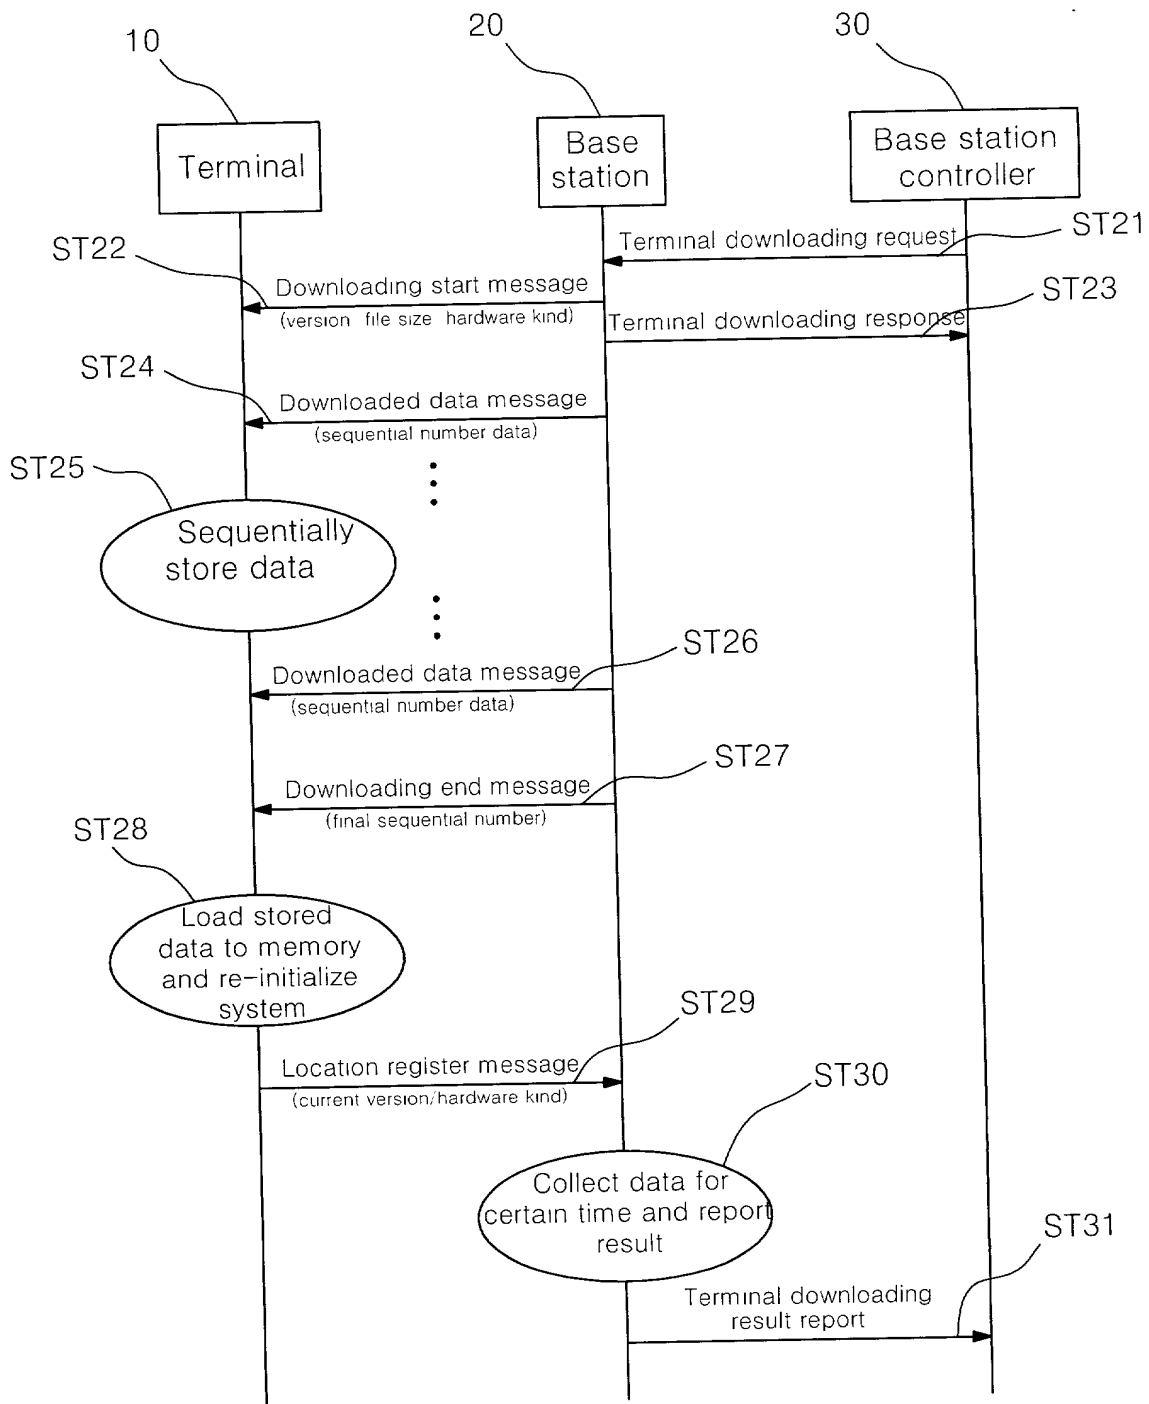 10
20
30
Terminal
Base
station
Base station
controller
Terminal downloading request
ST21
ST22
Downloading start message
(version file size hardware kind)
ST23
Terminal downloading response
ST24
Downloaded data message
(sequential number data)
ST25
Sequentially
store data
ST26
Downloaded data message
(sequential number data)
ST27
Downloading end message
(final sequential number)
ST28
Load stored
data to memory
and re-initialize
system
ST29
Location register message
(current version/hardware kind)
ST30
Collect data for
certain time and report
result
ST31
Terminal downloading
result report